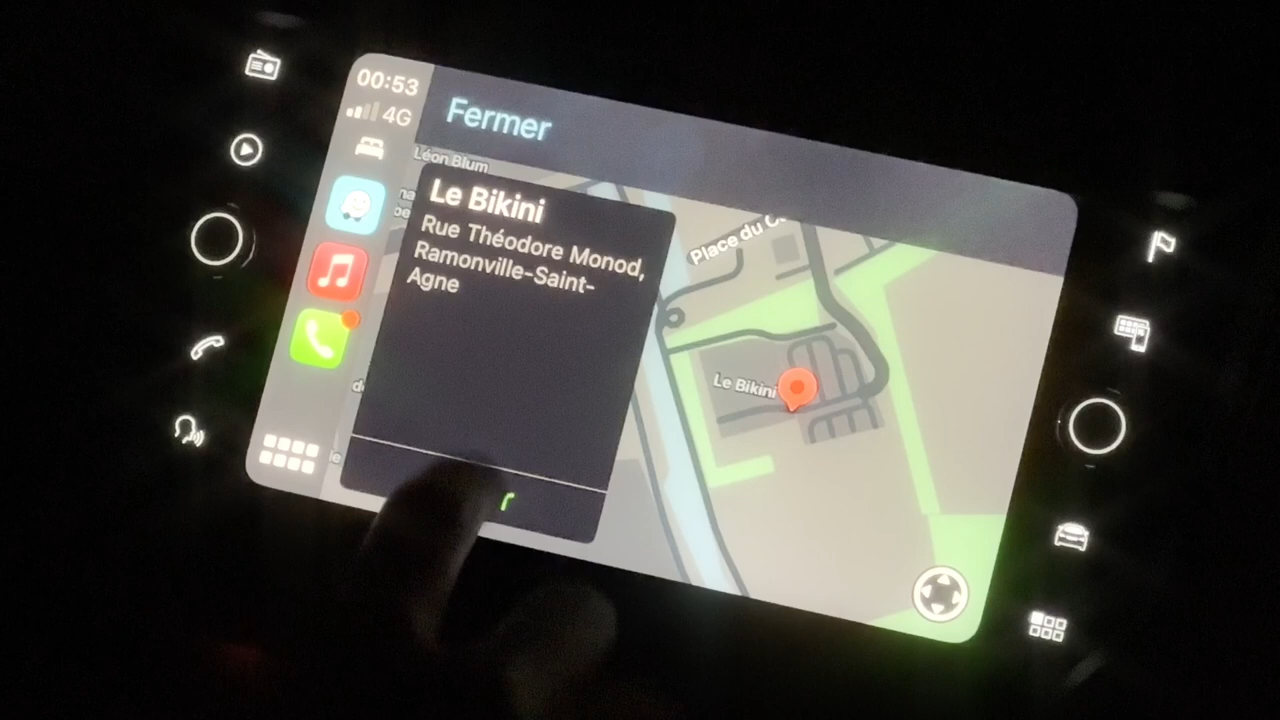 00:53
4G
Fermer
Léon Blum
Le Bikini
Rue Théodore Monod,
Ramonville-Saint-
Agne
Place du
Le Bikini